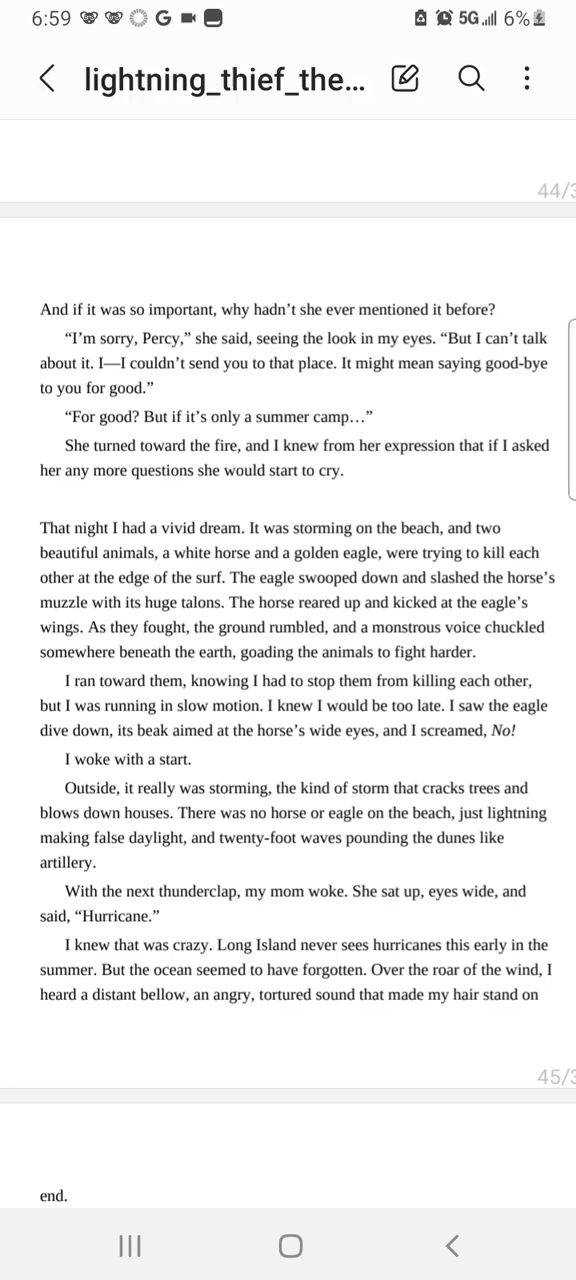 6:59 G 5G 6%
lightning_thief_the...
44/3
And if it was so important, why hadn’t she ever mentioned it before?
“I’m sorry, Percy,” she said, seeing the look in my eyes. “But I can’t talk
about it. I—I couldn’t send you to that place. It might mean saying good-bye
to you for good.”
“For good? But if it’s only a summer camp…”
She turned toward the fire, and I knew from her expression that if I asked
her any more questions she would start to cry.
That night I had a vivid dream. It was storming on the beach, and two
beautiful animals, a white horse and a golden eagle, were trying to kill each
other at the edge of the surf. The eagle swooped down and slashed the horse’s
muzzle with its huge talons. The horse reared up and kicked at the eagle’s
wings. As they fought, the ground rumbled, and a monstrous voice chuckled
somewhere beneath the earth, goading the animals to fight harder.
I ran toward them, knowing I had to stop them from killing each other,
but I was running in slow motion. I knew I would be too late. I saw the eagle
dive down, its beak aimed at the horse’s wide eyes, and I screamed, No!
I woke with a start.
Outside, it really was storming, the kind of storm that cracks trees and
blows down houses. There was no horse or eagle on the beach, just lightning
making false daylight, and twenty-foot waves pounding the dunes like
artillery.
With the next thunderclap, my mom woke. She sat up, eyes wide, and
said, “Hurricane.”
I knew that was crazy. Long Island never sees hurricanes this early in the
summer. But the ocean seemed to have forgotten. Over the roar of the wind, I
heard a distant bellow, an angry, tortured sound that made my hair stand on
45/3
end.